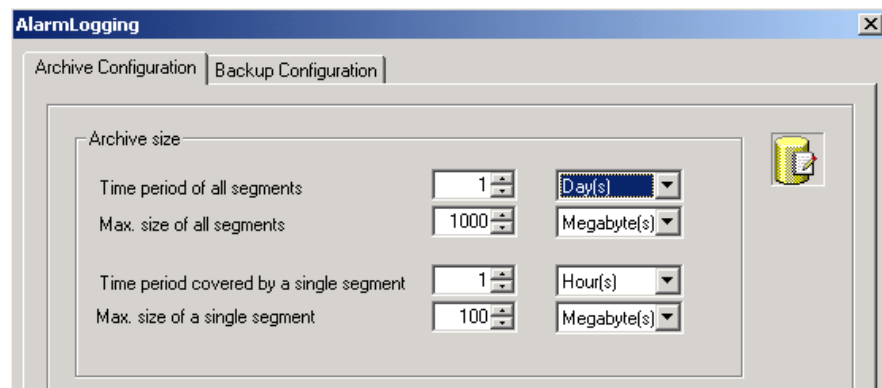 AlarmLogging
Archive Configuration Backup Configuration
Archive size
Time period of all segments 1 Day(s)
Max. size of all segments 1000 Megabyte(s)
Time period covered by a single segment 1 Hour(s)
Max. size of a single segment 100 Megabyte(s)